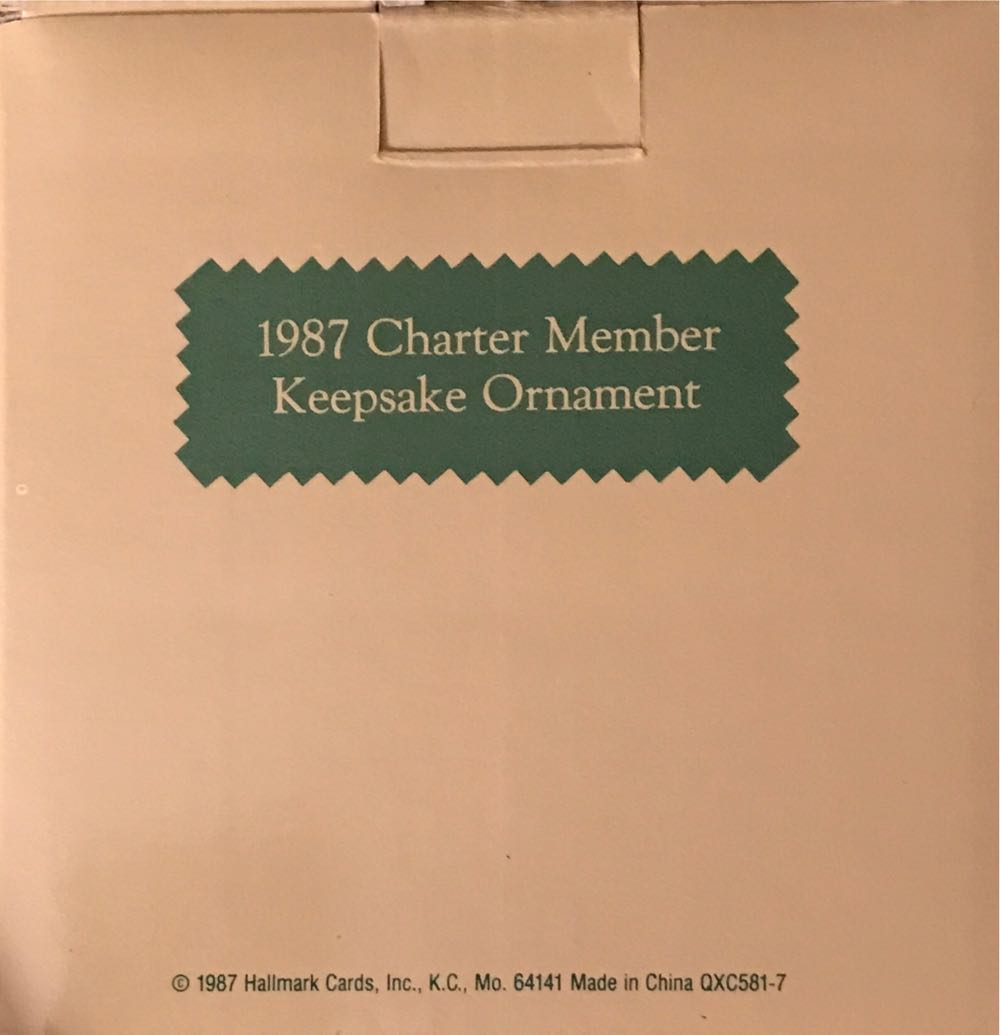 1987 Charter Member
Keepsake Ornament
© 1987 Hallmark Cards, Inc., K.C., Mo. 64141 Made in China QXC581-7